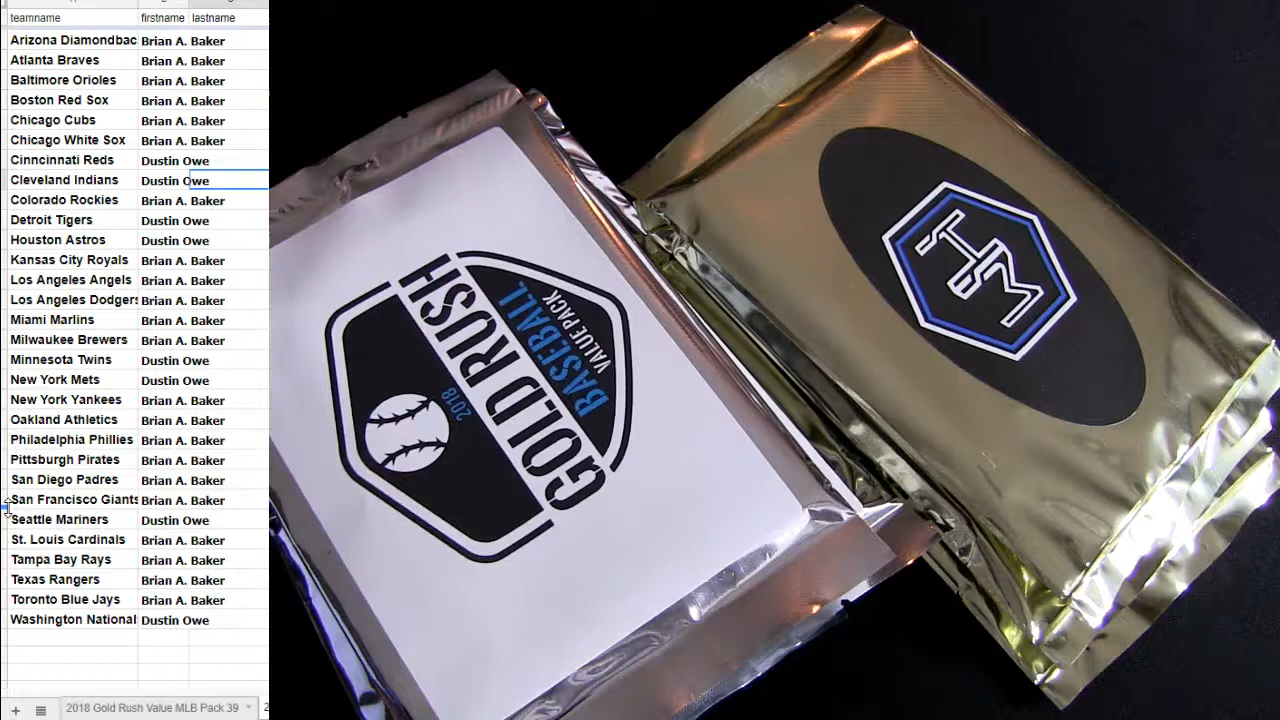 teamname firstname lastname
Arizona Diamondbac Brian A. Baker
Atlanta Braves Brian A. Baker
Baltimore Orioles Brian A. Baker
Boston Red Sox Brian A. Baker
Chicago Cubs Brian A. Baker
Chicago White Sox Brian A. Baker
Cinncinnati Reds Dustin Owe
Cleveland Indians Dustin Owe
Colorado Rockies Brian A. Baker
Detroit Tigers Dustin Owe
Houston Astros Dustin Owe
Kansas City Royals Brian A. Baker
Los Angeles Angels Brian A. Baker
Los Angeles Dodgers Brian A. Baker
Miami Marlins Brian A. Baker
Milwaukee Brewers Brian A. Baker
Minnesota Twins Dustin Owe
New York Mets Dustin Owe
New York Yankees Brian A. Baker
Oakland Athletics Brian A. Baker
Philadelphia Phillies Brian A. Baker
Pittsburgh Pirates Brian A. Baker
San Diego Padres Brian A. Baker
San Francisco Giants Brian A. Baker
Seattle Mariners Dustin Owe
St. Louis Cardinals Brian A. Baker
Tampa Bay Rays Brian A. Baker
Texas Rangers Brian A. Baker
Toronto Blue Jays Brian A. Baker
Washington National Dustin Owe
2018 Gold Rush Value MLB Pack 39
2018
GOLD RUSH
BASEBALL
VALUE PACK